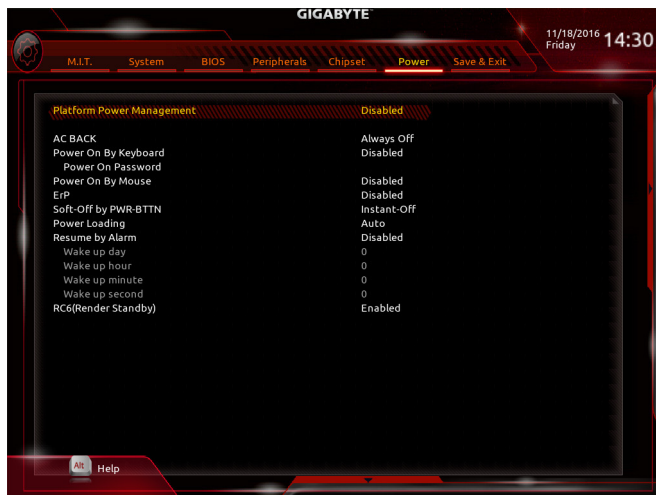 GIGABYTE™
11/18/2016 14:30
Friday
M.I.T. System BIOS Peripherals Chipset Power Save & Exit
Platform Power Management Disabled
AC BACK Always Off
Power On By Keyboard Disabled
Power On Password
Power On By Mouse Disabled
ErP Disabled
Soft-Off by PWR-BTTN Instant-Off
Power Loading Auto
Resume by Alarm Disabled
Wake up day 0
Wake up hour 0
Wake up minute 0
Wake up second 0
RC6(Render Standby) Enabled
Alt Help